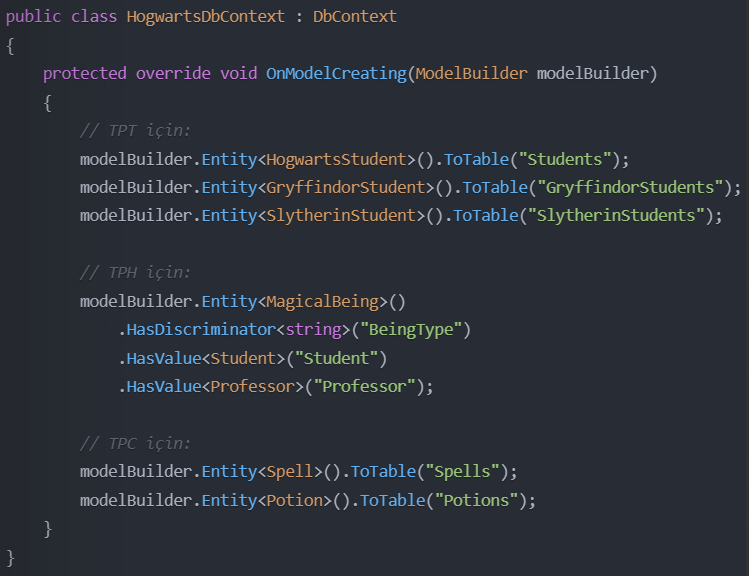 public class HogwartsDbContext : DbContext
{
    protected override void OnModelCreating(ModelBuilder modelBuilder)
    {
        // TPT için:
        modelBuilder.Entity<HogwartsStudent>().ToTable("Students");
        modelBuilder.Entity<GryffindorStudent>().ToTable("GryffindorStudents");
        modelBuilder.Entity<SlytherinStudent>().ToTable("SlytherinStudents");

        // TPH için:
        modelBuilder.Entity<MagicalBeing>()
            .HasDiscriminator<string>("BeingType")
            .HasValue<Student>("Student")
            .HasValue<Professor>("Professor");

        // TPC için:
        modelBuilder.Entity<Spell>().ToTable("Spells");
        modelBuilder.Entity<Potion>().ToTable("Potions");
    }
}